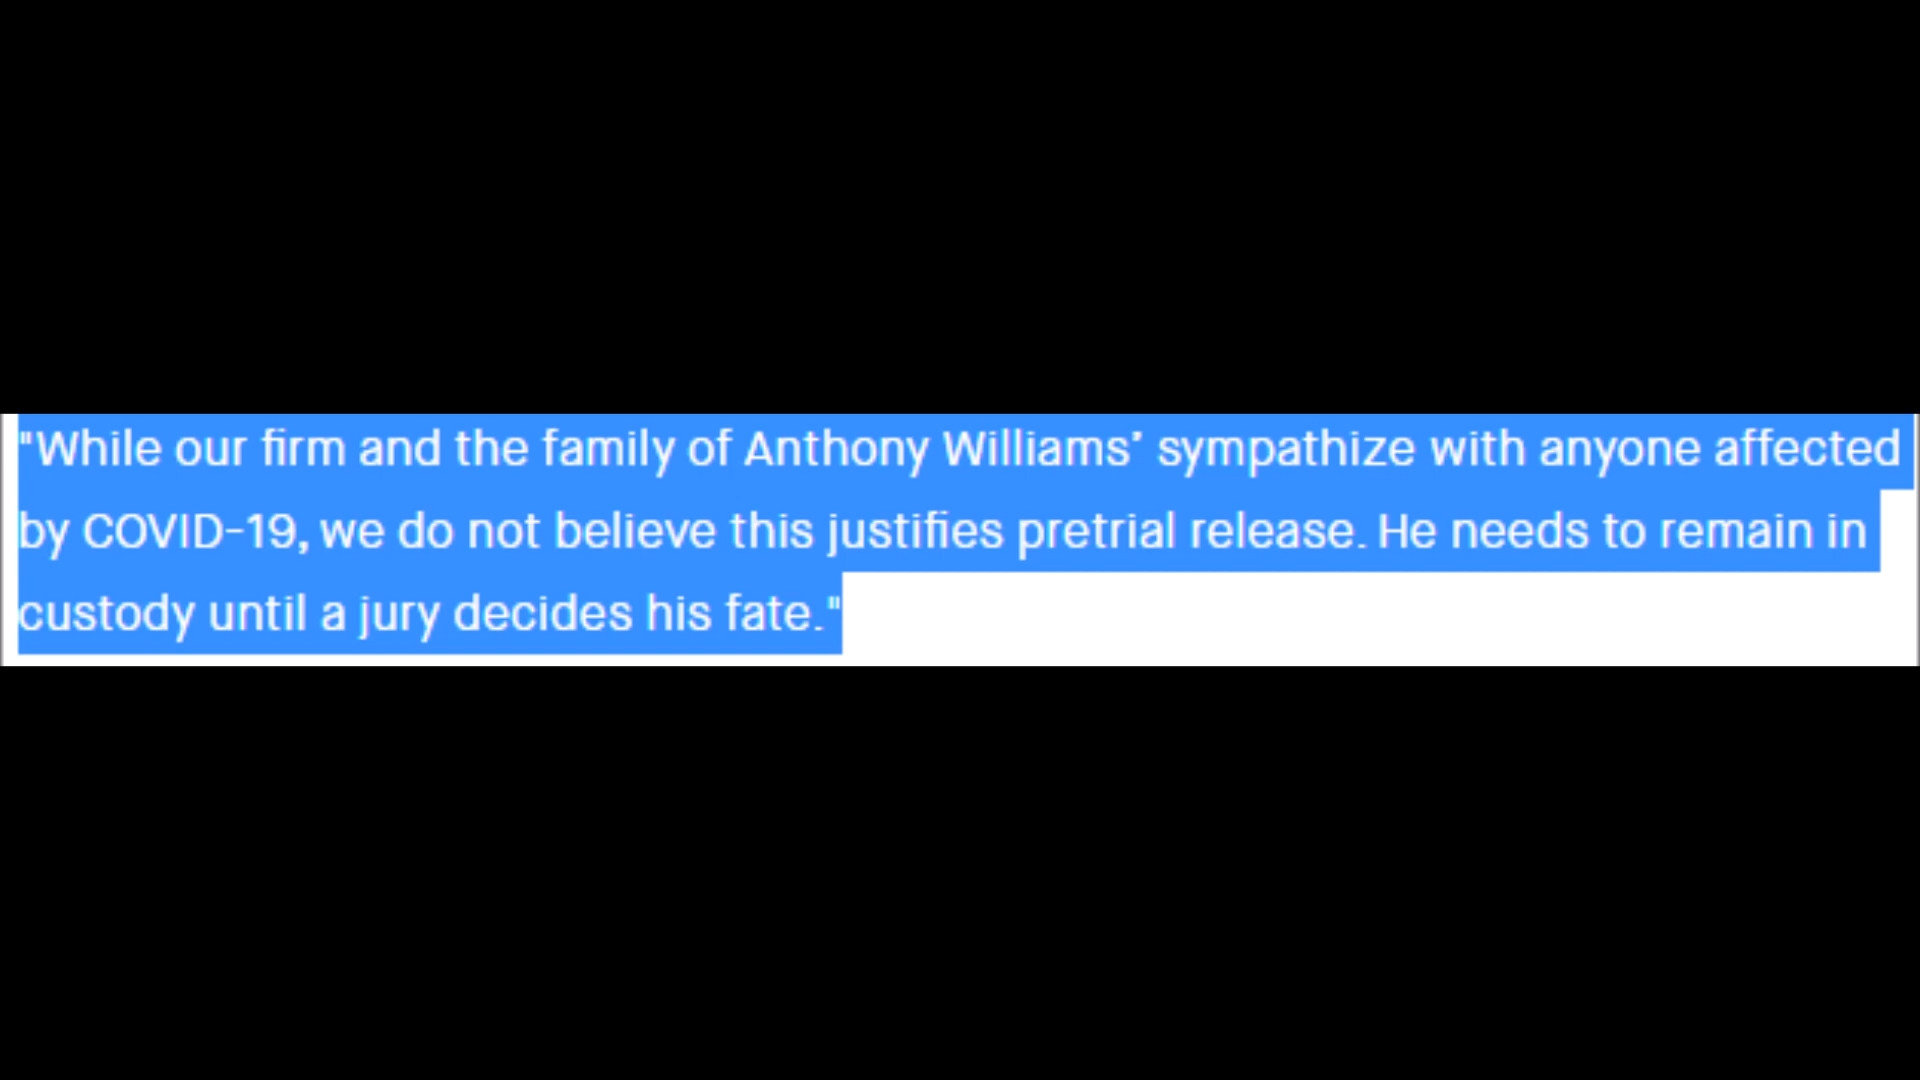 "While our firm and the family of Anthony Williams’ sympathize with anyone affected
by COVID-19, we do not believe this justifies pretrial release. He needs to remain in
custody until a jury decides his fate."